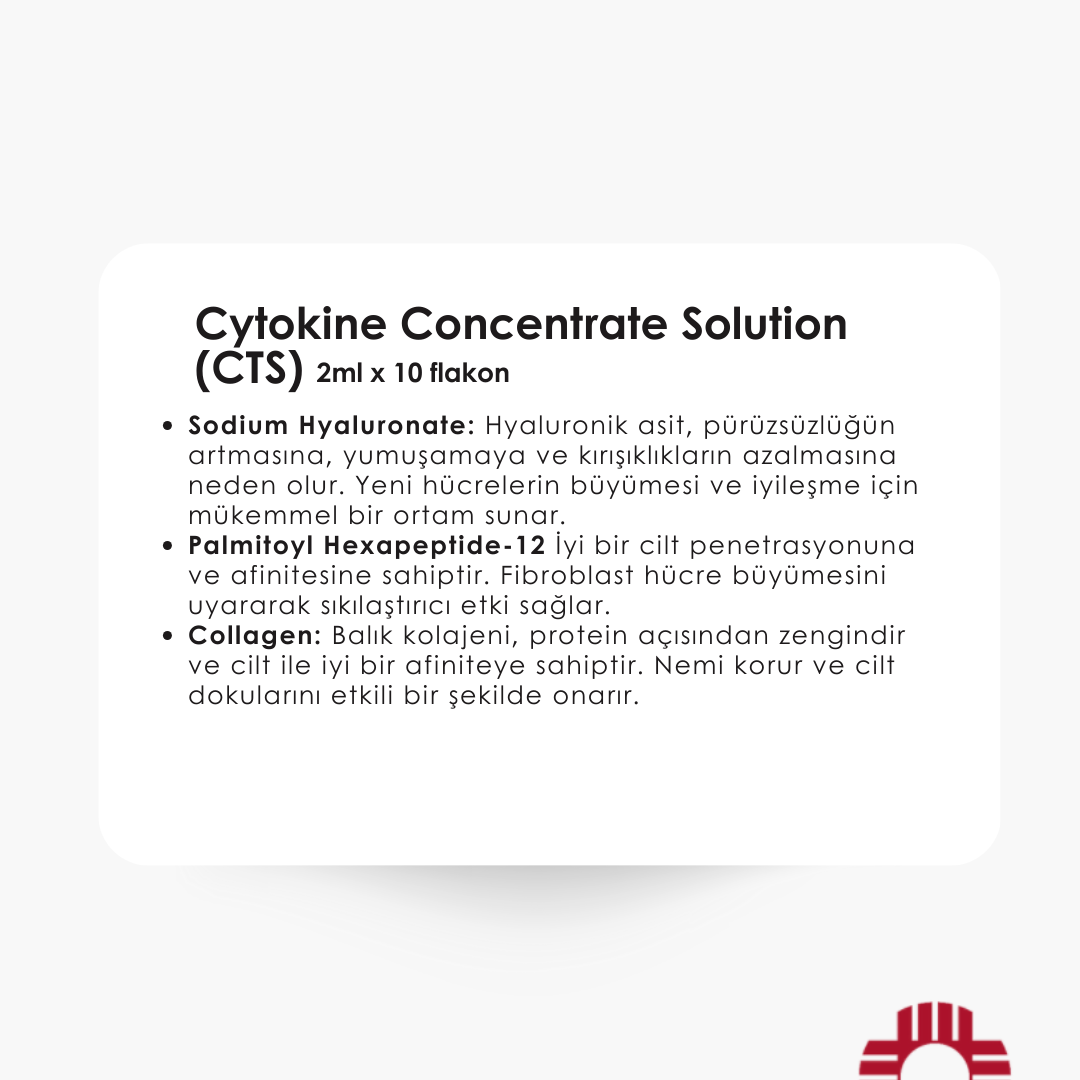 Cytokine Concentrate Solution
(CTS) 2ml x 10 flakon
• Sodium Hyaluronate: Hyaluronik asit, pürüzsüzlüğün
artmasına, yumuşamaya ve kırışıklıkların azalmasına
neden olur. Yeni hücrelerin büyümesi ve iyileşme için
mükemmel bir ortam sunar.
• Palmitoyl Hexapeptide-12 İyi bir cilt penetrasyonuna
ve afinitesine sahiptir. Fibroblast hücre büyümesini
uyararak sıkılaştırıcı etki sağlar.
• Collagen: Balık kolajeni, protein açısından zengindir
ve cilt ile iyi bir afiniteye sahiptir. Nemi korur ve cilt
dokularını etkili bir şekilde onarır.